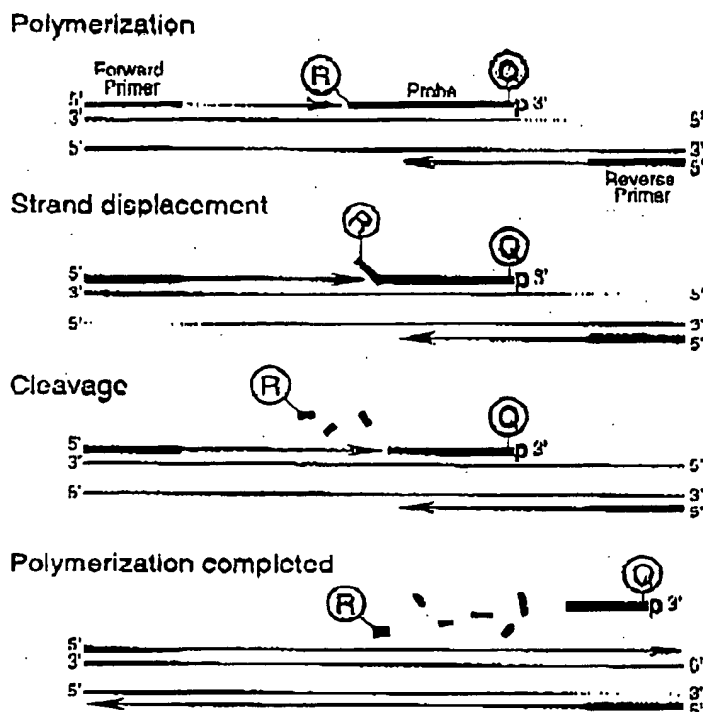 Polymerization
Forward
Primer
R
Probe
Q
5'
p 3'
3'
5'
5'
3'
5'
Reverse
Primer
Strand displacement
Q
5'
p 3'
3'
5'
5'
3'
5'
Cleavage
R
Q
5'
p 3'
3'
5'
5'
3'
5'
Polymerization completed
R
Q
p 3'
5'
3'
5'
3'
5'